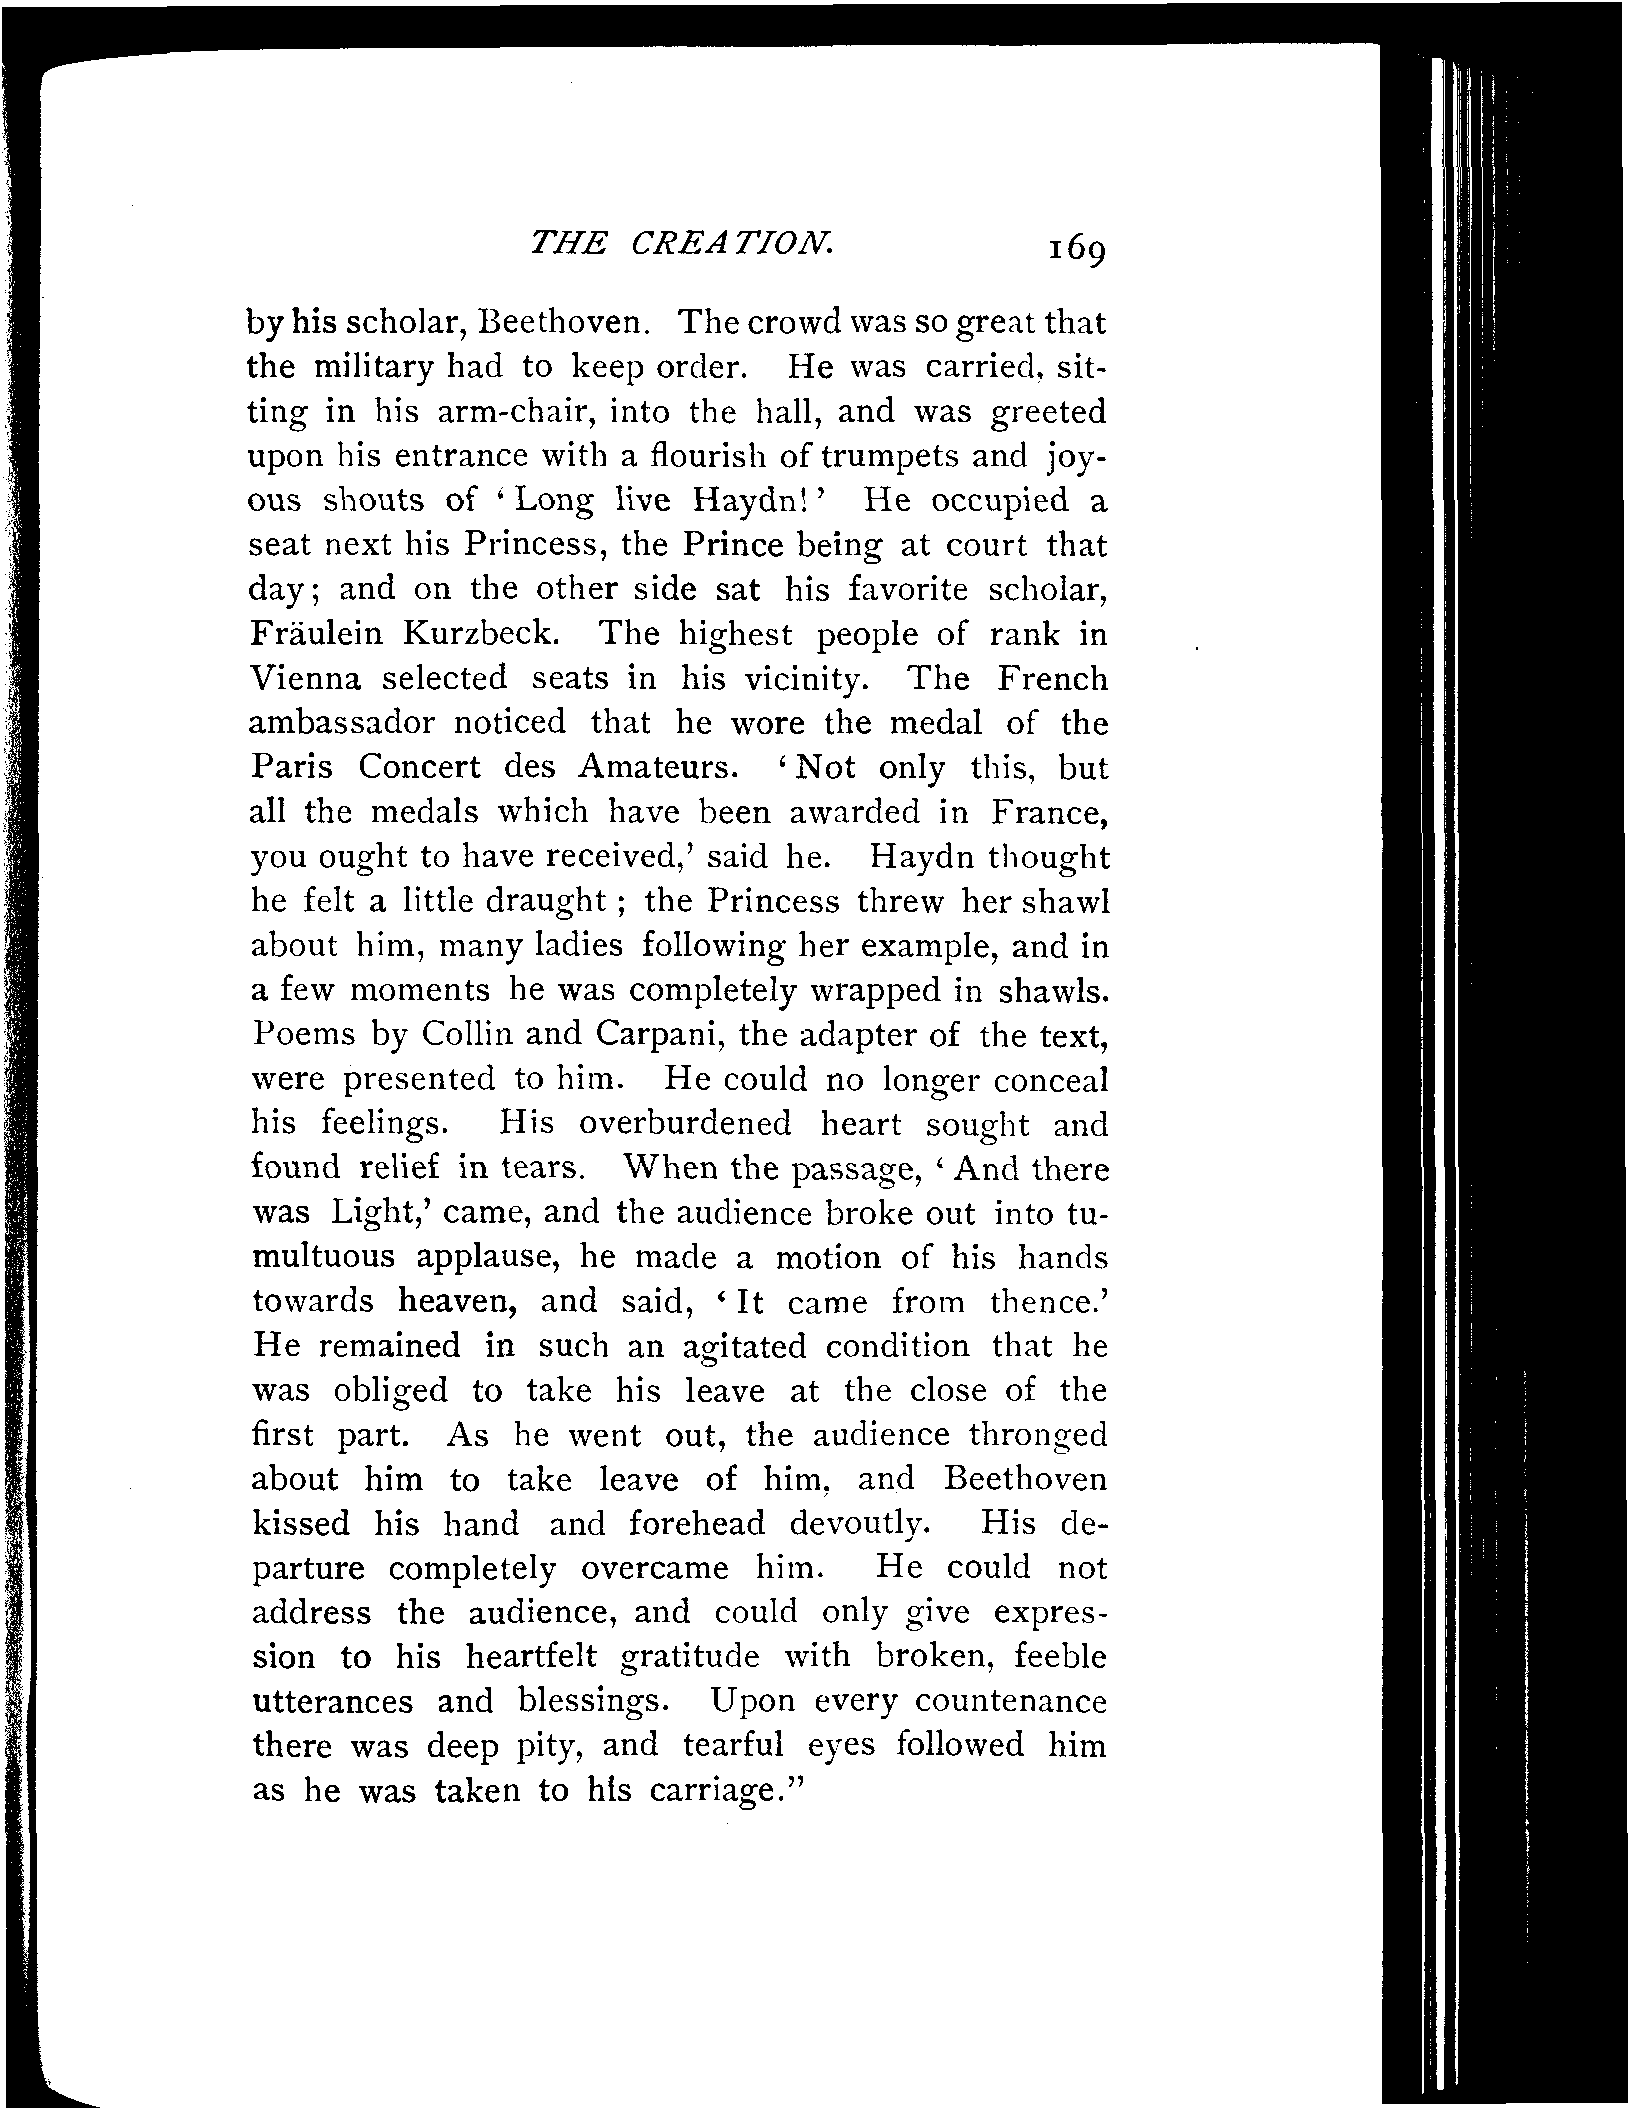 THE CREATION. 169
by his scholar, Beethoven. The crowd was so great that
the military had to keep order. He was carried, sit-
ting in his arm-chair, into the hall, and was greeted
upon his entrance with a flourish of trumpets and joy-
ous shouts of ‘Long live Haydn!’ He occupied a
seat next his Princess, the Prince being at court that
day; and on the other side sat his favorite scholar,
Fräulein Kurzbeck. The highest people of rank in
Vienna selected seats in his vicinity. The French
ambassador noticed that he wore the medal of the
Paris Concert des Amateurs. ‘Not only this, but
all the medals which have been awarded in France,
you ought to have received,’ said he. Haydn thought
he felt a little draught; the Princess threw her shawl
about him, many ladies following her example, and in
a few moments he was completely wrapped in shawls.
Poems by Collin and Carpani, the adapter of the text,
were presented to him. He could no longer conceal
his feelings. His overburdened heart sought and
found relief in tears. When the passage, ‘And there
was Light,’ came, and the audience broke out into tu-
multuous applause, he made a motion of his hands
towards heaven, and said, ‘It came from thence.’
He remained in such an agitated condition that he
was obliged to take his leave at the close of the
first part. As he went out, the audience thronged
about him to take leave of him, and Beethoven
kissed his hand and forehead devoutly. His de-
parture completely overcame him. He could not
address the audience, and could only give expres-
sion to his heartfelt gratitude with broken, feeble
utterances and blessings. Upon every countenance
there was deep pity, and tearful eyes followed him
as he was taken to his carriage.”